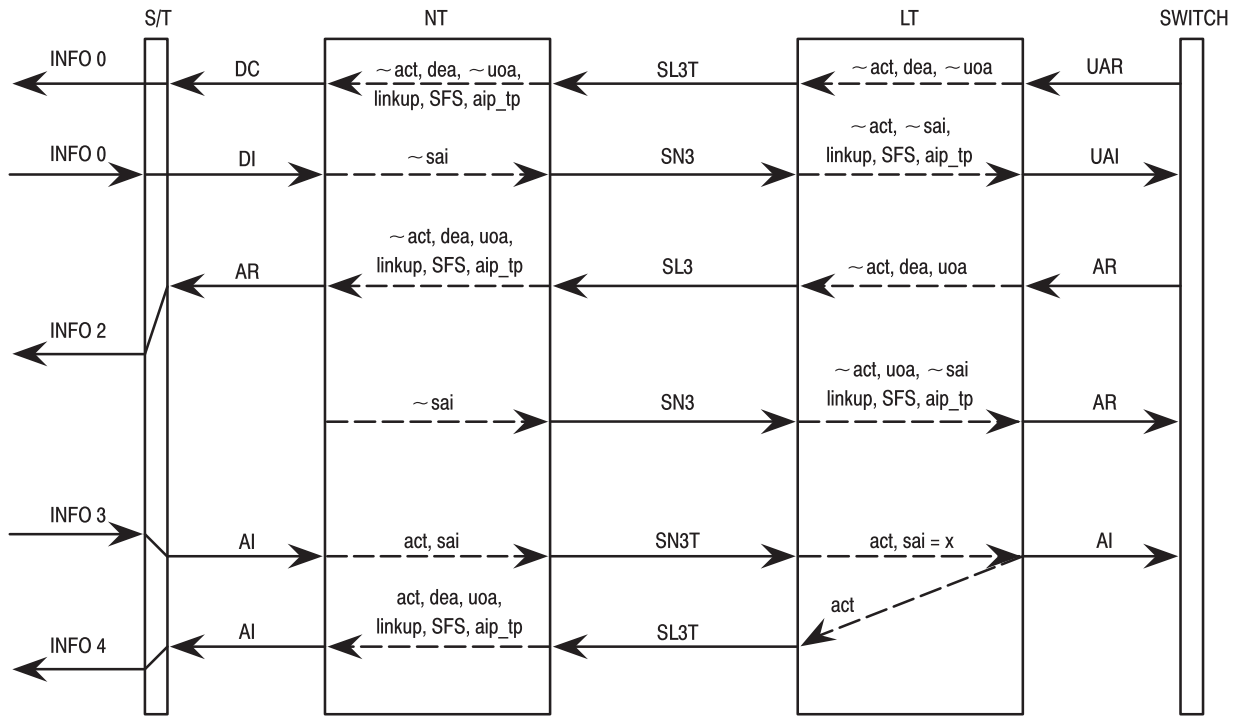 S/T NT LT SWITCH
INFO 0 DC ~act, dea, ~uoa, SL3T ~act, dea, ~uoa UAR
linkup, SFS, aip_tp
~act, ~sai,
INFO 0 DI ~sai SN3 linkup, SFS, aip_tp UAI
~act, dea, uoa,
AR linkup, SFS, aip_tp SL3 ~act, dea, uoa AR
INFO 2
~act, uoa, ~sai
~sai SN3 linkup, SFS, aip_tp AR
INFO 3
AI act, sai SN3T act, sai = x AI
act, dea, uoa, act
INFO 4 AI linkup, SFS, aip_tp SL3T